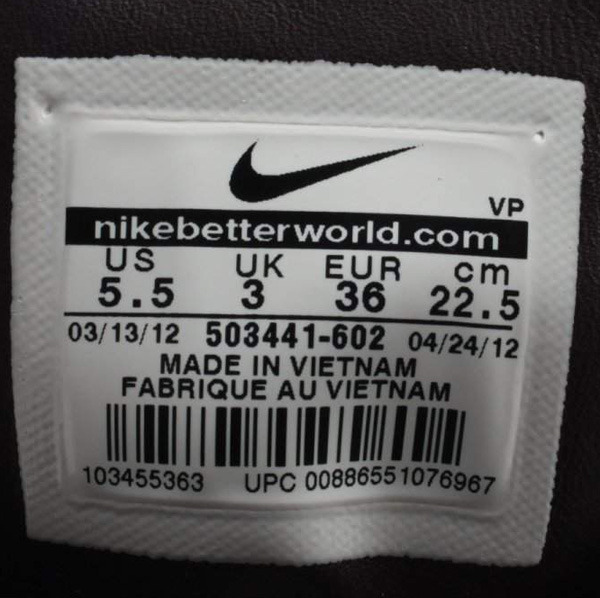 VP
nikebetterworld.com
US UK EUR cm
5.5 3 36 22.5
03/13/12 503441-602 04/24/12
MADE IN VIETNAM
FABRIQUE AU VIETNAM
103455363 UPC 00886551076967